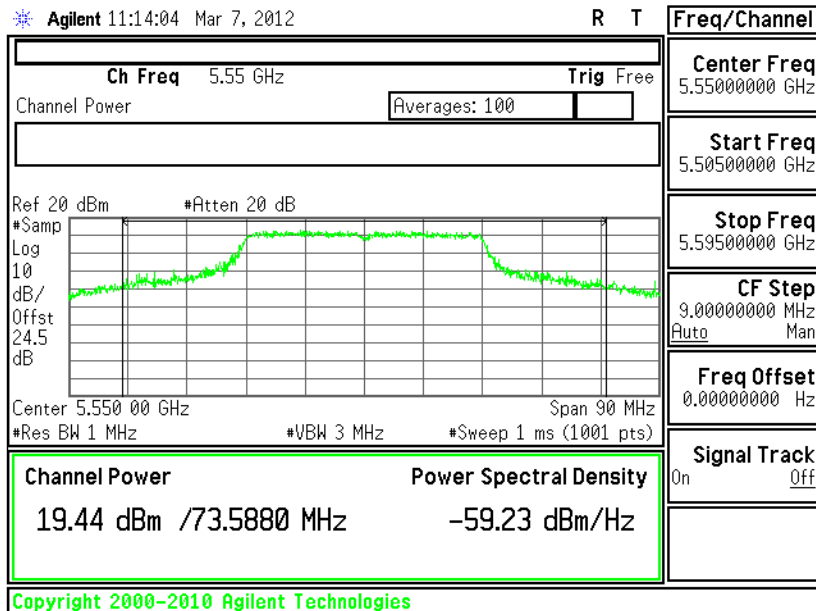 Agilent 11:14:04 Mar 7, 2012 R T
Ch Freq 5.55 GHz Trig Free
Channel Power Averages: 100
Ref 20 dBm #Atten 20 dB
#Samp
Log
10
dB/
Offst
24.5
dB
Center 5.550 00 GHz Span 90 MHz
#Res BW 1 MHz #VBW 3 MHz #Sweep 1 ms (1001 pts)
Channel Power Power Spectral Density
19.44 dBm /73.5880 MHz -59.23 dBm/Hz
Copyright 2000-2010 Agilent Technologies
Freq/Channel
Center Freq
5.55000000 GHz
Start Freq
5.50500000 GHz
Stop Freq
5.59500000 GHz
CF Step
9.00000000 MHz
Auto Man
Freq Offset
0.00000000 Hz
Signal Track
On Off